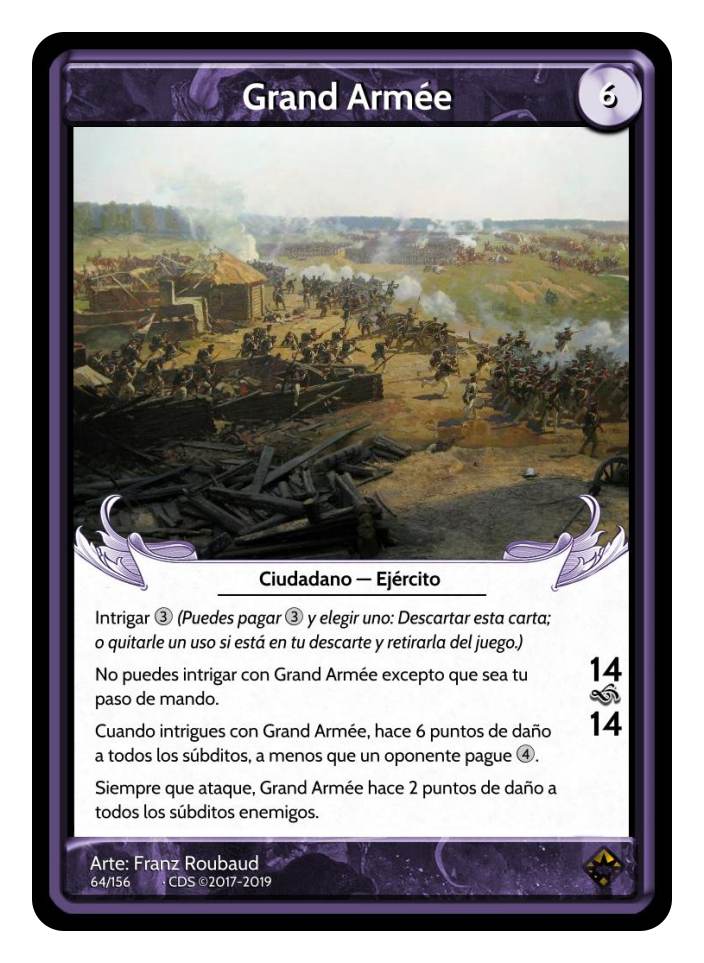 Grand Armée
6
Ciudadano — Ejército
Intrigar 3 (Puedes pagar 3 y elegir uno: Descartar esta carta;
o quitarle un uso si está en tu descarte y retirarla del juego.)
No puedes intrigar con Grand Armée excepto que sea tu
paso de mando.
Cuando intrigues con Grand Armée, hace 6 puntos de daño
a todos los súbditos, a menos que un oponente pague 4.
Siempre que ataque, Grand Armée hace 2 puntos de daño a
todos los súbditos enemigos.
14
14
Arte: Franz Roubaud
64/156 · CDS ©2017-2019